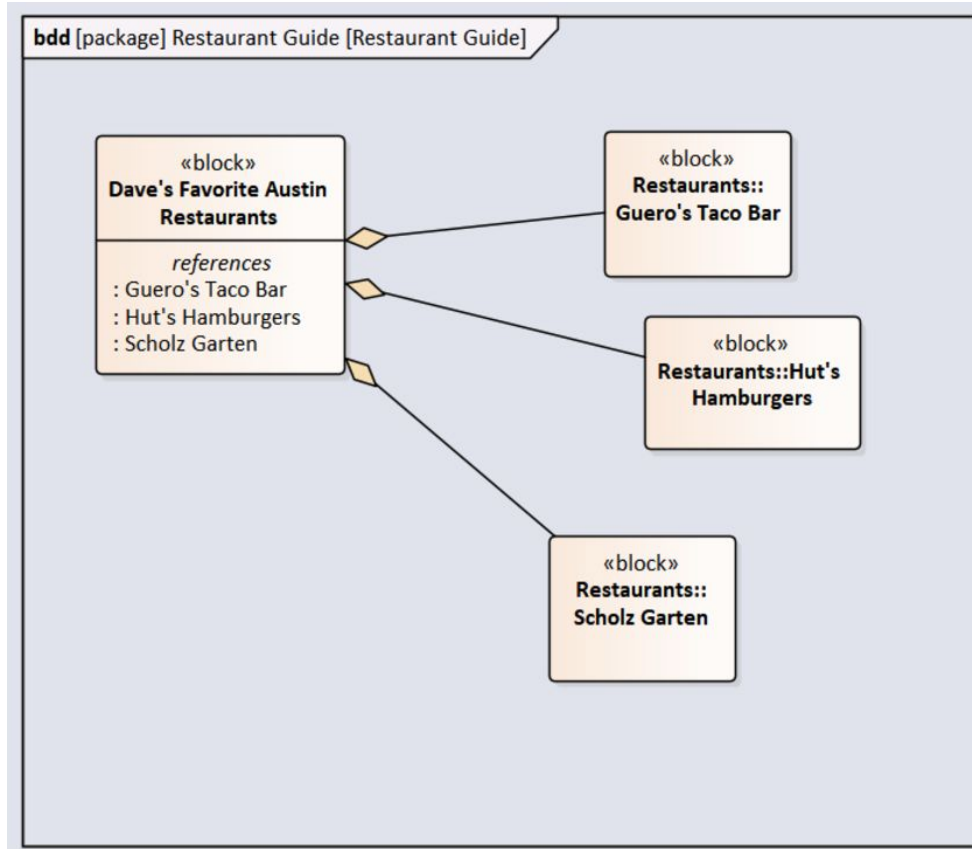 bdd [package] Restaurant Guide [Restaurant Guide]
«block»
Dave's Favorite Austin
Restaurants
references
: Guero's Taco Bar
: Hut's Hamburgers
: Scholz Garten
«block»
Restaurants::
Guero's Taco Bar
«block»
Restaurants::Hut's
Hamburgers
«block»
Restaurants::
Scholz Garten